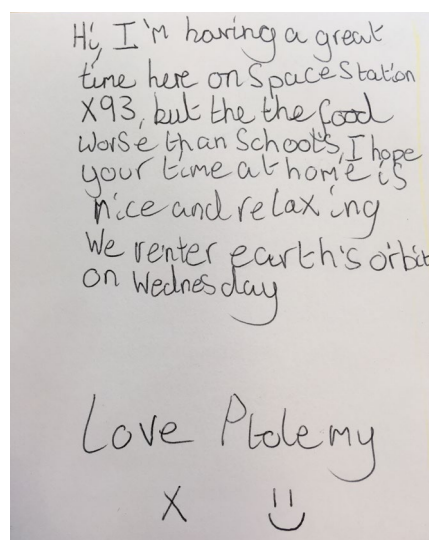 Hi, I'm having a great
time here on Space Station
X93, but the the food
worse than School's, I hope
your time at home is
nice and relaxing
We renter earth's orbit
on Wednesday
Love Ptolemy
X